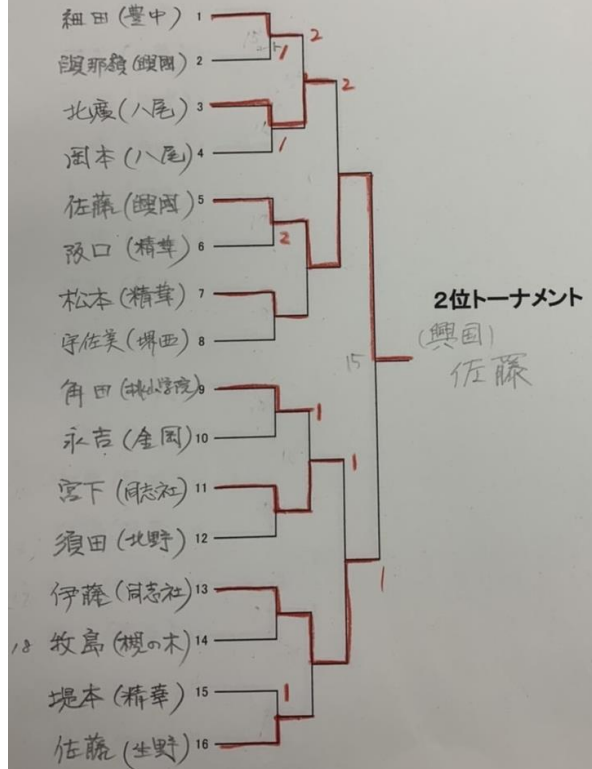 細田(豊中) 1
2
2 (興國)
1
2
北廣(八尾) 3
岡本(八尾) 4
1
佐藤(興國) 5
2
阪口(精華) 6
松本(精華) 7
2位トーナメント
宇佐美(堺西) 8
(興国)
15
佐藤
角田(桃山学院) 9
1
永吉(金岡) 10
1
宮下(同志社) 11
須田(北野) 12
1
伊藤(同志社) 13
18 牧島(槻の木) 14
堤本(精華) 15
1
佐藤(生野) 16